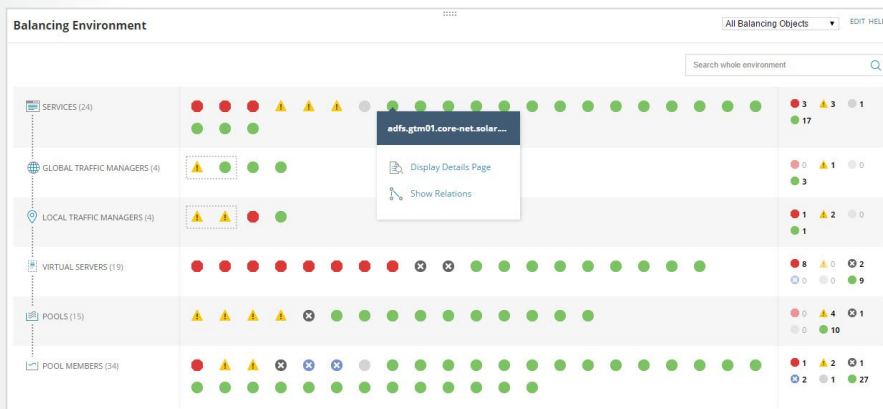 Balancing Environment
All Balancing Objects
EDIT HELP
Search whole environment
SERVICES (24)
3 3 1
17
adfs.gtm01.core-net.solar....
Display Details Page
Show Relations
GLOBAL TRAFFIC MANAGERS (4)
0 1 0
3
LOCAL TRAFFIC MANAGERS (4)
1 2 0
1
VIRTUAL SERVERS (19)
8 0 2
0 0 9
POOLS (15)
0 4 1
0 10
POOL MEMBERS (34)
1 2 1
2 1 27